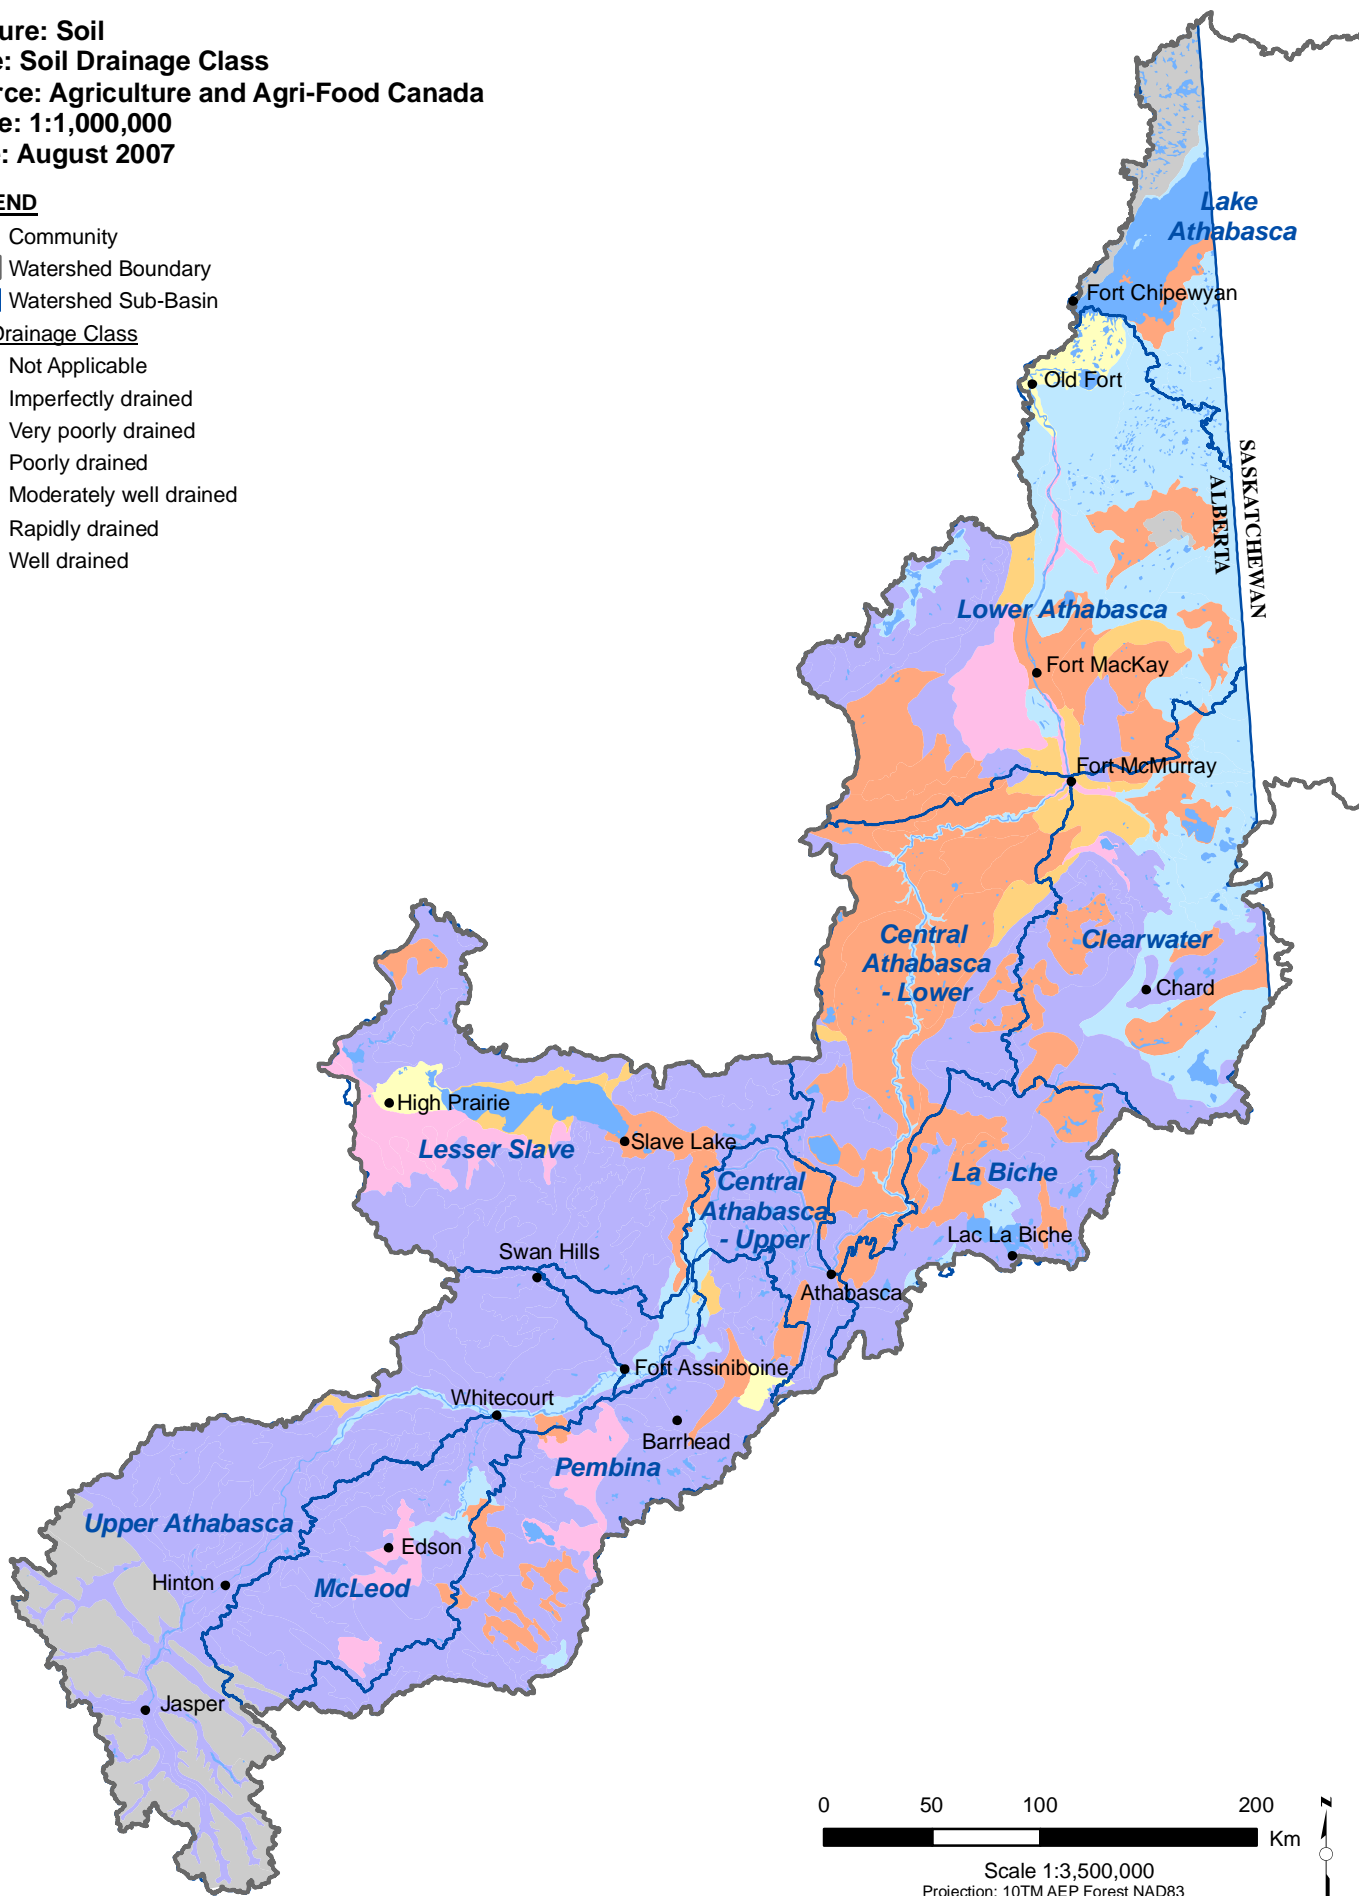 ure: Soil
e: Soil Drainage Class
rce: Agriculture and Agri-Food Canada
e: 1:1,000,000
: August 2007
END
Community
Watershed Boundary
Watershed Sub-Basin
Drainage Class
Not Applicable
Imperfectly drained
Very poorly drained
Poorly drained
Moderately well drained
Rapidly drained
Well drained
Lake
Athabasca
Fort Chipewyan
Old Fort
SASKATCHEWAN
ALBERTA
Lower Athabasca
Fort MacKay
Fort McMurray
Central
Athabasca
- Lower
Clearwater
Chard
High Prairie
Lesser Slave
Slave Lake
Central
Athabasca
- Upper
La Biche
Lac La Biche
Swan Hills
Athabasca
Fort Assiniboine
Whitecourt
Barrhead
Pembina
Upper Athabasca
Edson
Hinton
McLeod
Jasper
0 50 100 200
Km
N
Scale 1:3,500,000
Projection: 10TM AEP Forest NAD83